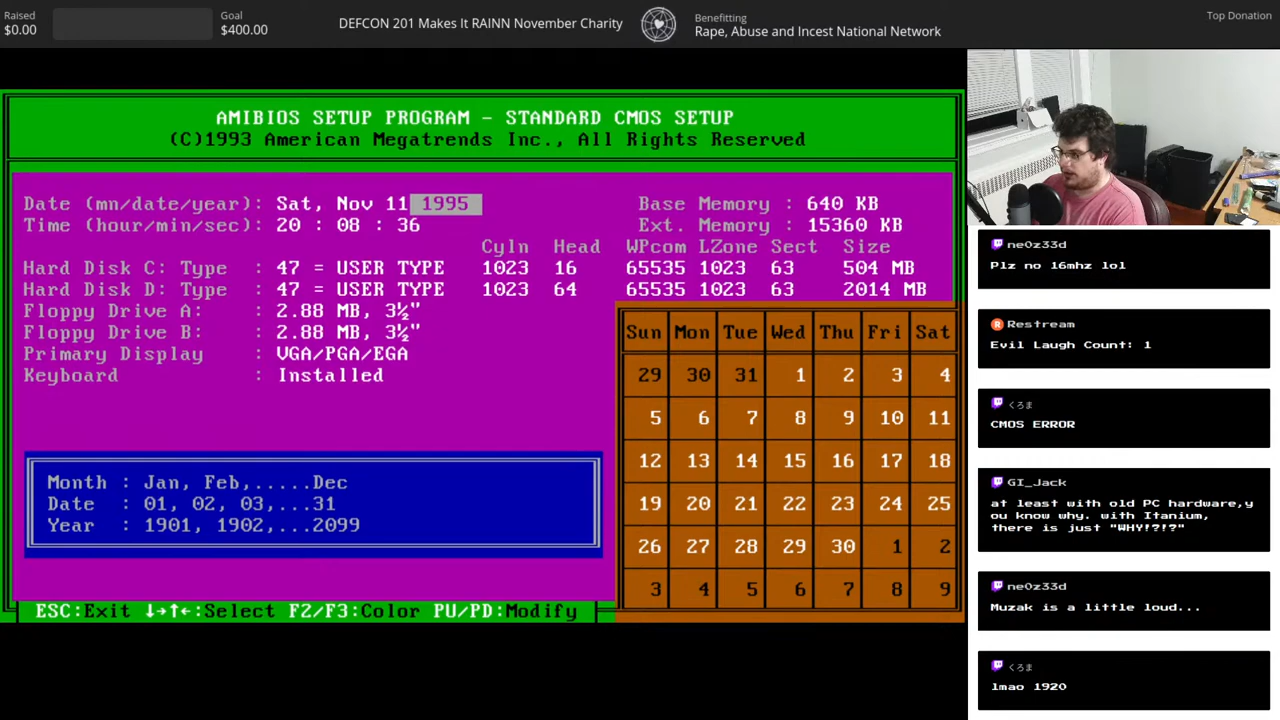 Raised
$0.00
Goal
$400.00
DEFCON 201 Makes It RAINN November Charity
Benefitting
Rape, Abuse and Incest National Network
Top Donation
AMIBIOS SETUP PROGRAM - STANDARD CMOS SETUP
(C)1993 American Megatrends Inc., All Rights Reserved
Date (mn/date/year): Sat, Nov 11 1995
Base Memory : 640 KB
Time (hour/min/sec): 20 : 08 : 36
Ext. Memory : 15360 KB
Cyln Head WPcom LZone Sect Size
Hard Disk C: Type : 47 = USER TYPE 1023 16 65535 1023 63 504 MB
Hard Disk D: Type : 47 = USER TYPE 1023 64 65535 1023 63 2014 MB
Floppy Drive A: : 2.88 MB, 3½"
Floppy Drive B: : 2.88 MB, 3½"
Primary Display : VGA/PGA/EGA
Keyboard : Installed
Month : Jan, Feb,.....Dec
Date : 01, 02, 03,...31
Year : 1901, 1902,...2099
Sun Mon Tue Wed Thu Fri Sat
29 30 31 1 2 3 4
5 6 7 8 9 10 11
12 13 14 15 16 17 18
19 20 21 22 23 24 25
26 27 28 29 30 1 2
3 4 5 6 7 8 9
ESC:Exit ↓→↑←:Select F2/F3:Color PU/PD:Modify
ne0z33d
Plz no 16mhz lol
Restream
Evil Laugh Count: 1
くろま
CMOS ERROR
GI_Jack
at least with old PC hardware,y
ou know why. with Itanium,
there is just "WHY!?!?"
ne0z33d
Muzak is a little loud...
くろま
lmao 1920